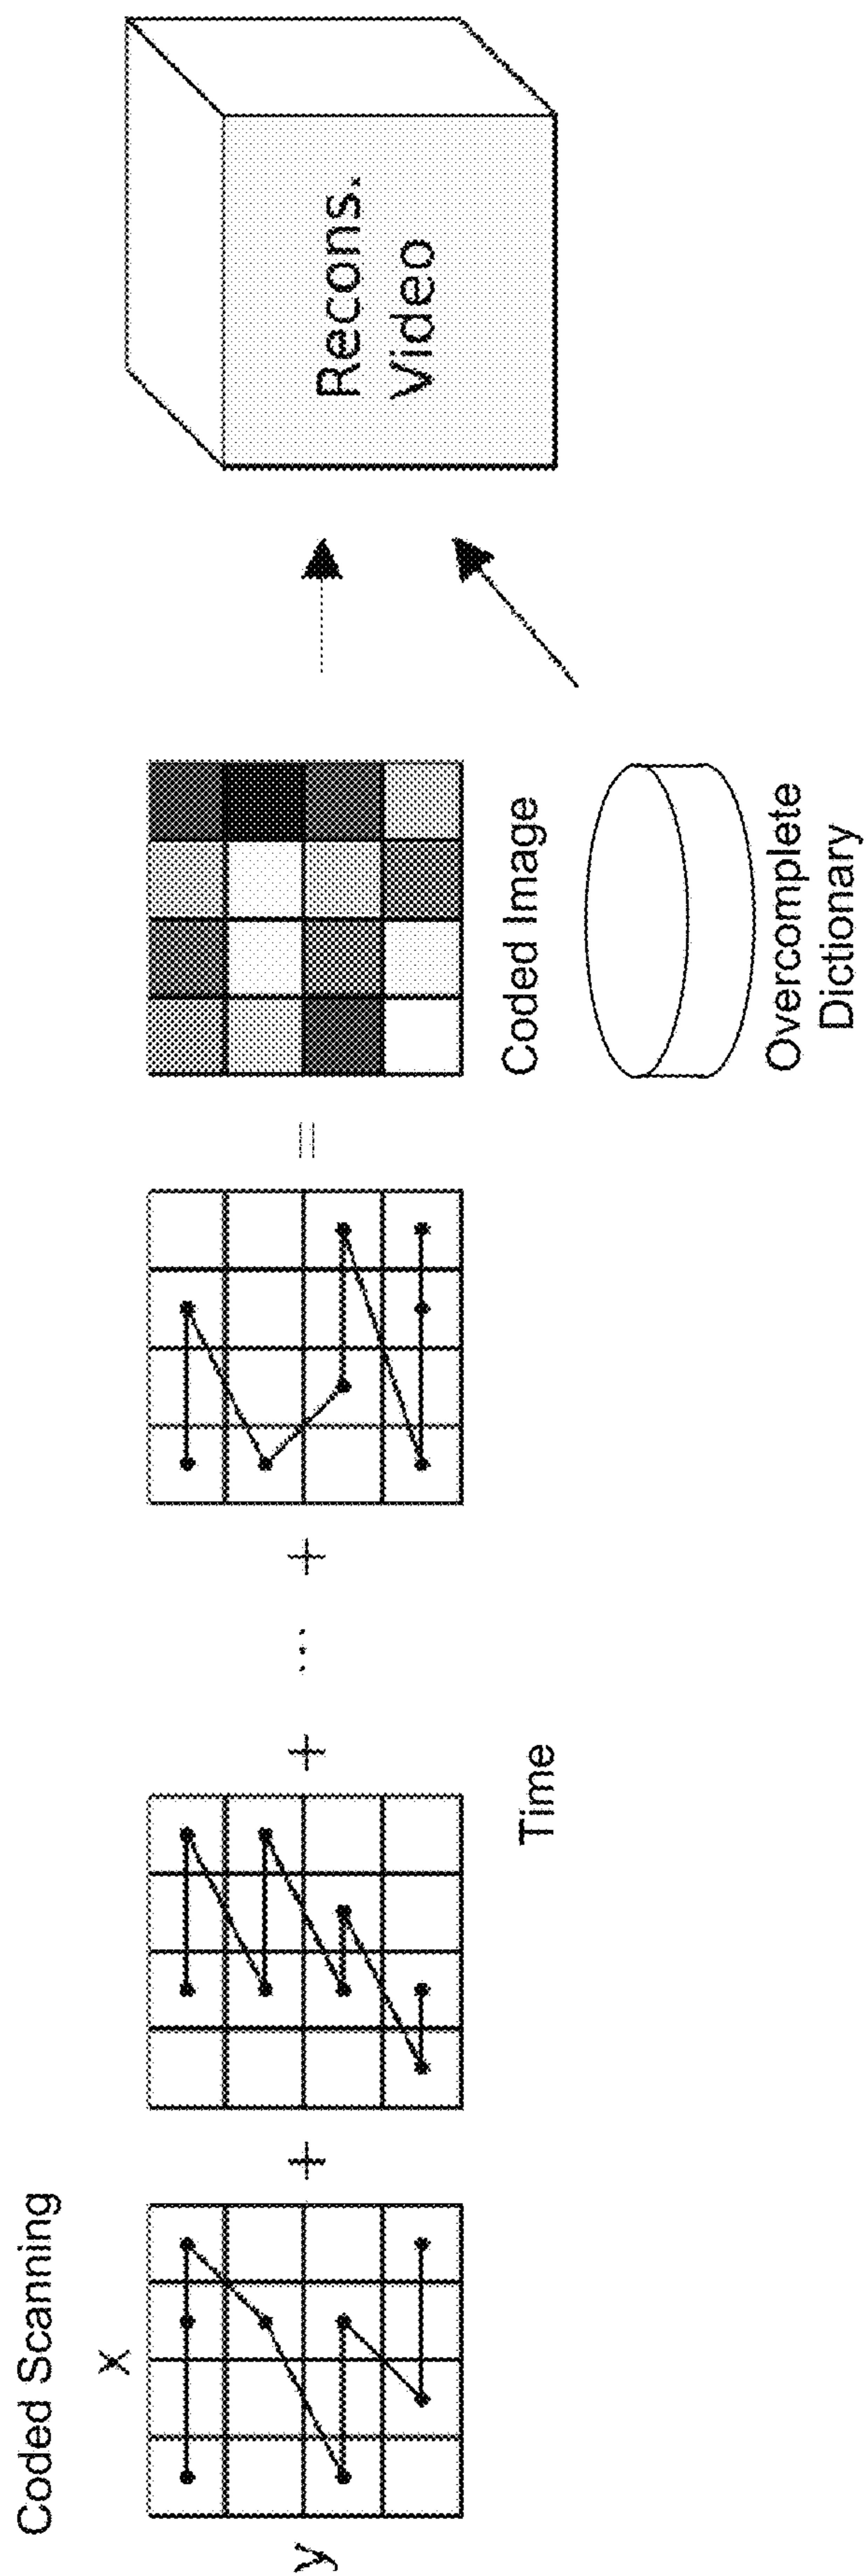 Coded Scanning
x
y
+
+
...
+
=
Time
Coded Image
Overcomplete
Dictionary
Recons.
Video